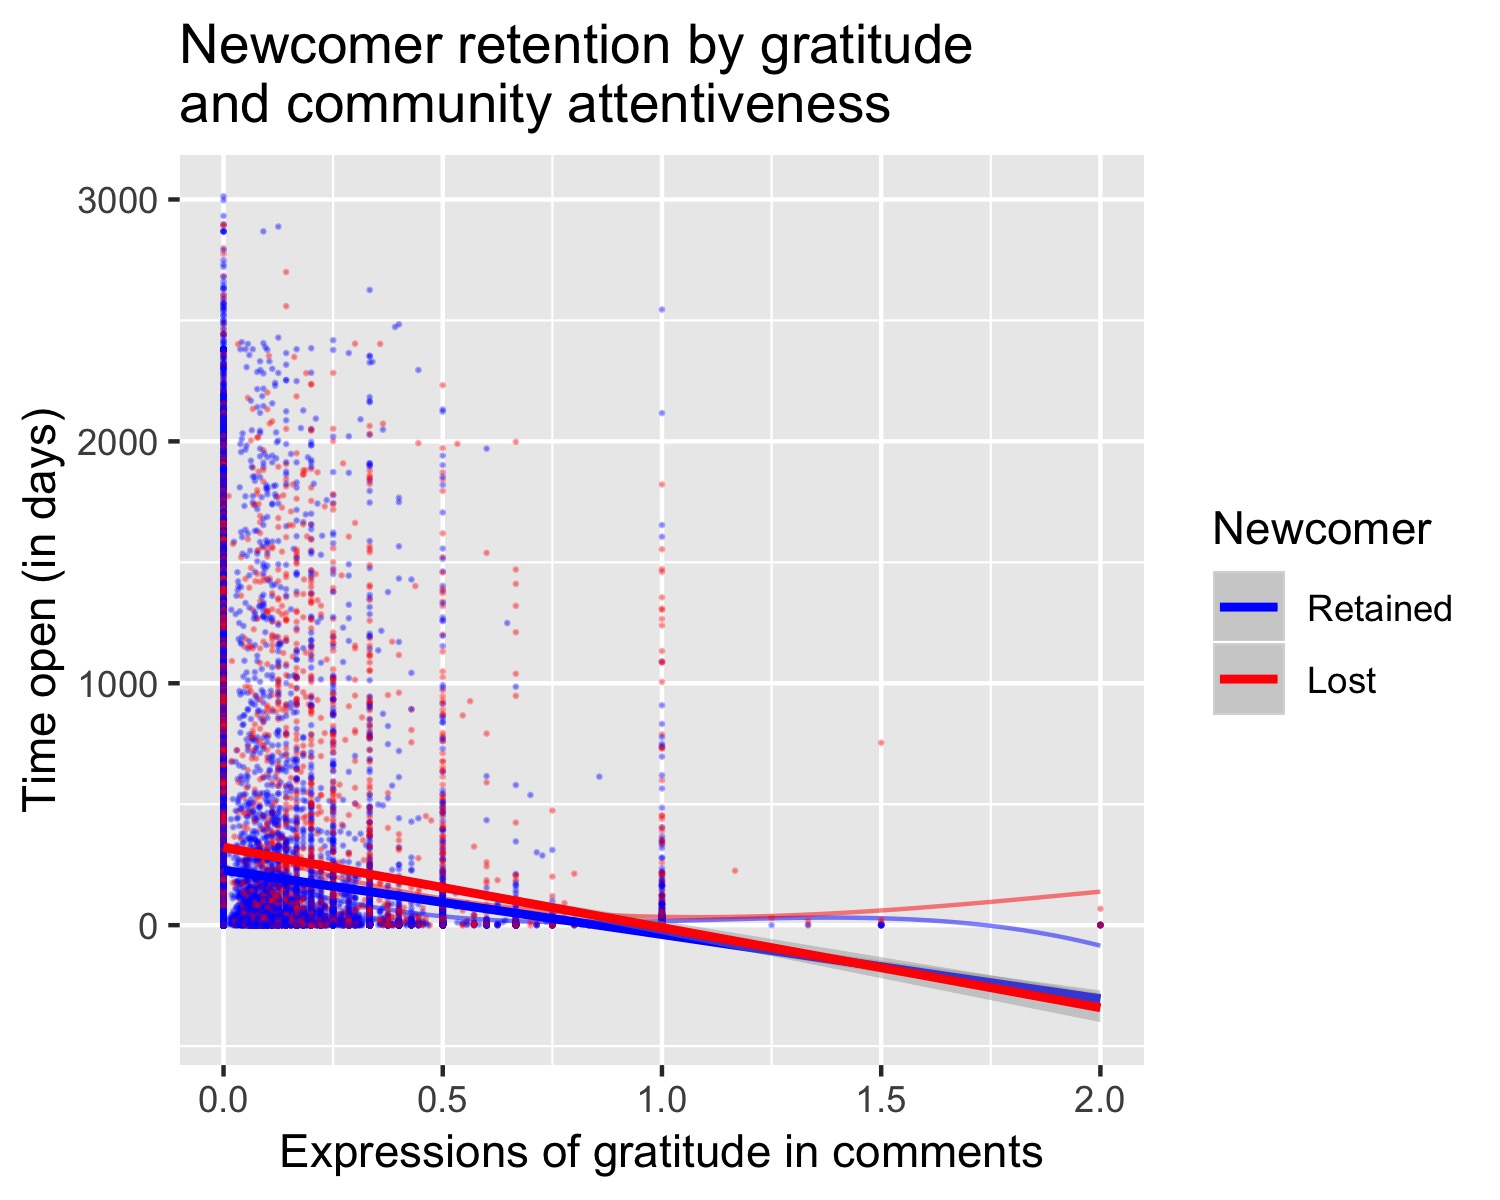 Newcomer retention by gratitude
and community attentiveness
Time open (in days)
3000
2000
1000
0
0.0 0.5 1.0 1.5 2.0
Expressions of gratitude in comments
Newcomer
Retained
Lost